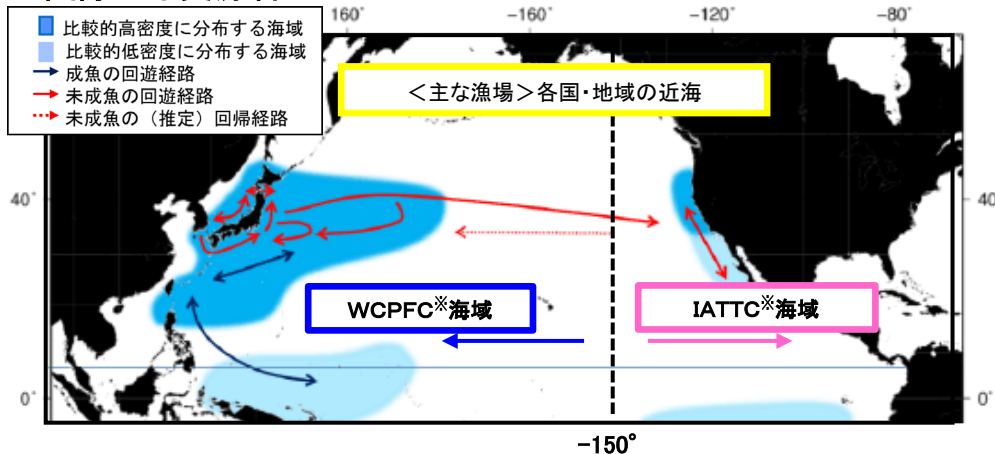 160°
-120°
-80°
比較的高密度に分布する海域
比較的低密度に分布する海域
成魚の回遊経路
未成魚の回遊経路
未成魚の（推定）回帰経路
＜主な漁場＞各国・地域の近海
40°
40
WCPFC※海域
IATTC※海域
0°
0°
-150°